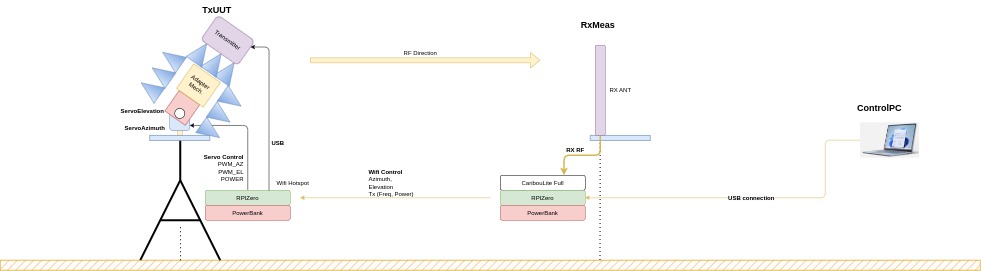 TxUUT
RxMeas
Transmitter
RF Direction
Adapter
Mech.
RX ANT
ControlPC
ServoElevation
ServoAzimuth
USB
RX RF
Servo Control
PWM_AZ
PWM_EL
POWER
Wifi Hotspot
Wifi Control
Azimuth,
Elevation
Tx (Freq, Power)
CaribouLite Full
RPIZero
RPIZero
USB connection
PowerBank
PowerBank